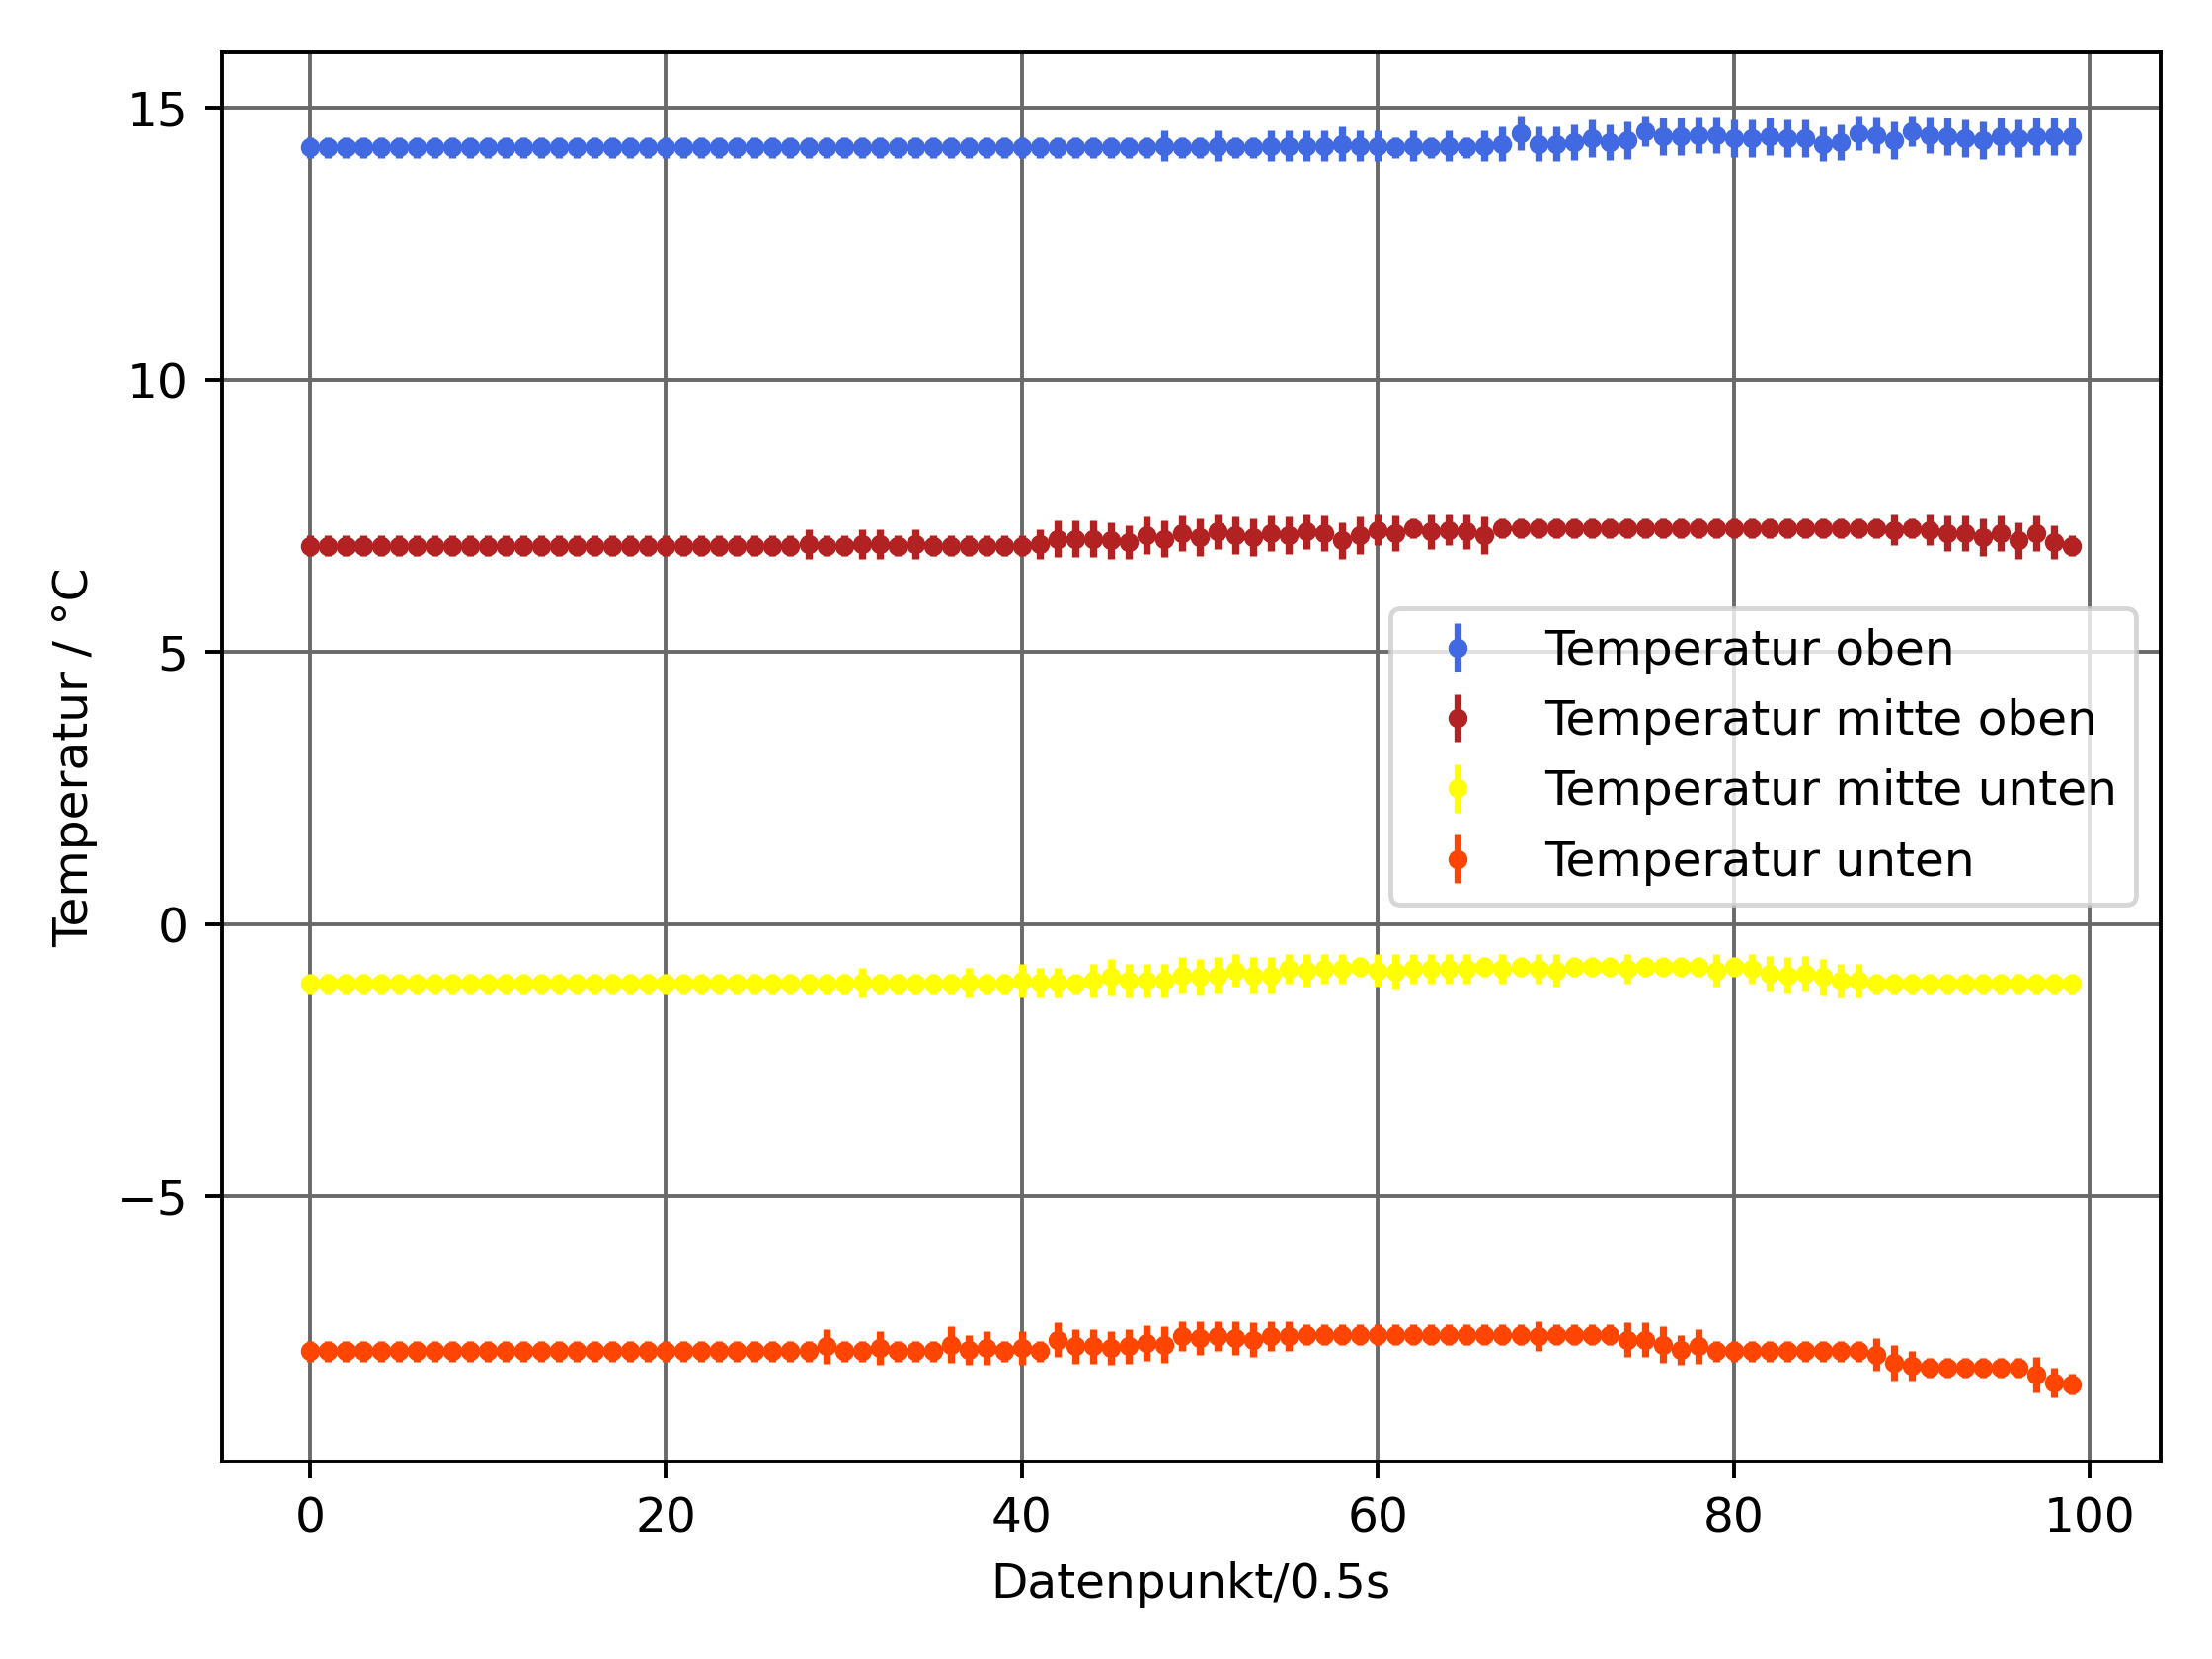 15
10
5
0
−5
Temperatur / °C
Temperatur oben
Temperatur mitte oben
Temperatur mitte unten
Temperatur unten
0 20 40 60 80 100
Datenpunkt/0.5s